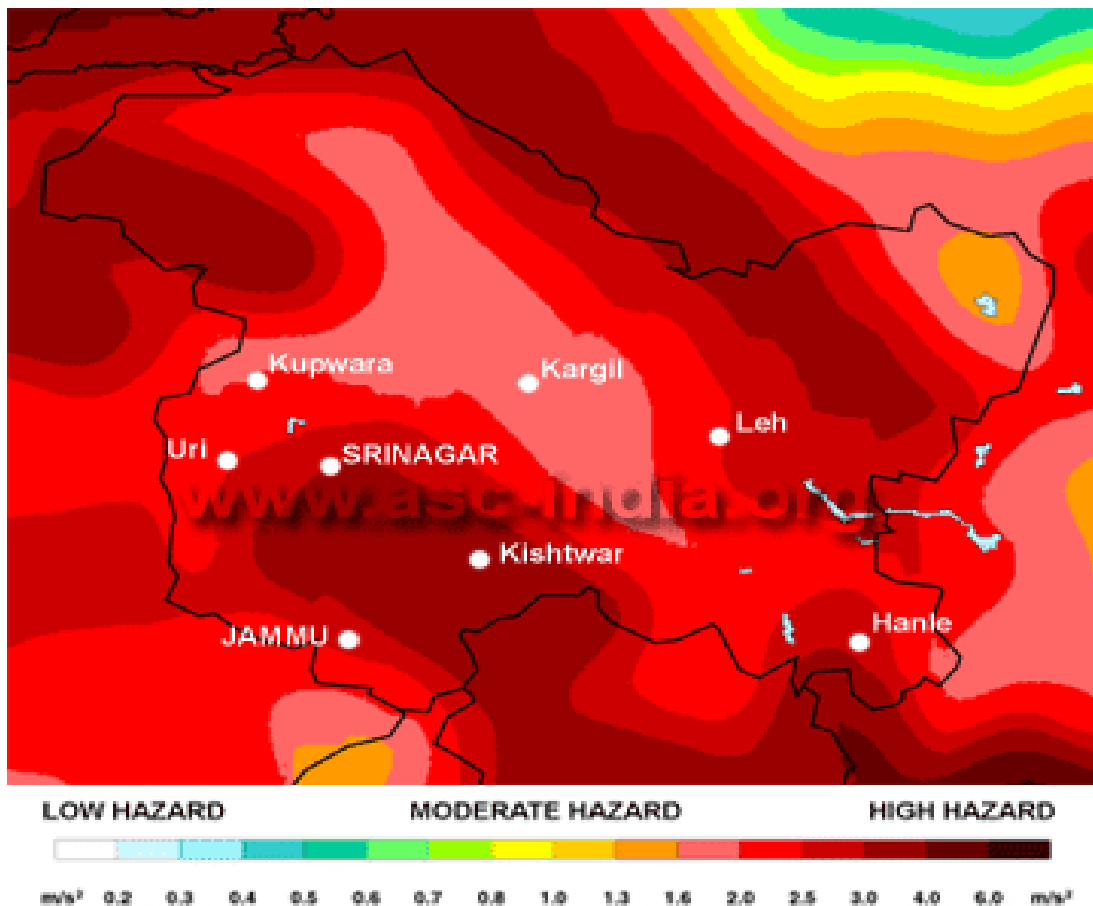 Kupwara
Kargil
Leh
Uri
SRINAGAR
www.asc-india.org
Kishtwar
Hanle
JAMMU
LOW HAZARD MODERATE HAZARD HIGH HAZARD
m/s² 0.2 0.3 0.4 0.5 0.6 0.7 0.8 1.0 1.3 1.6 2.0 2.5 3.0 4.0 6.0 m/s²